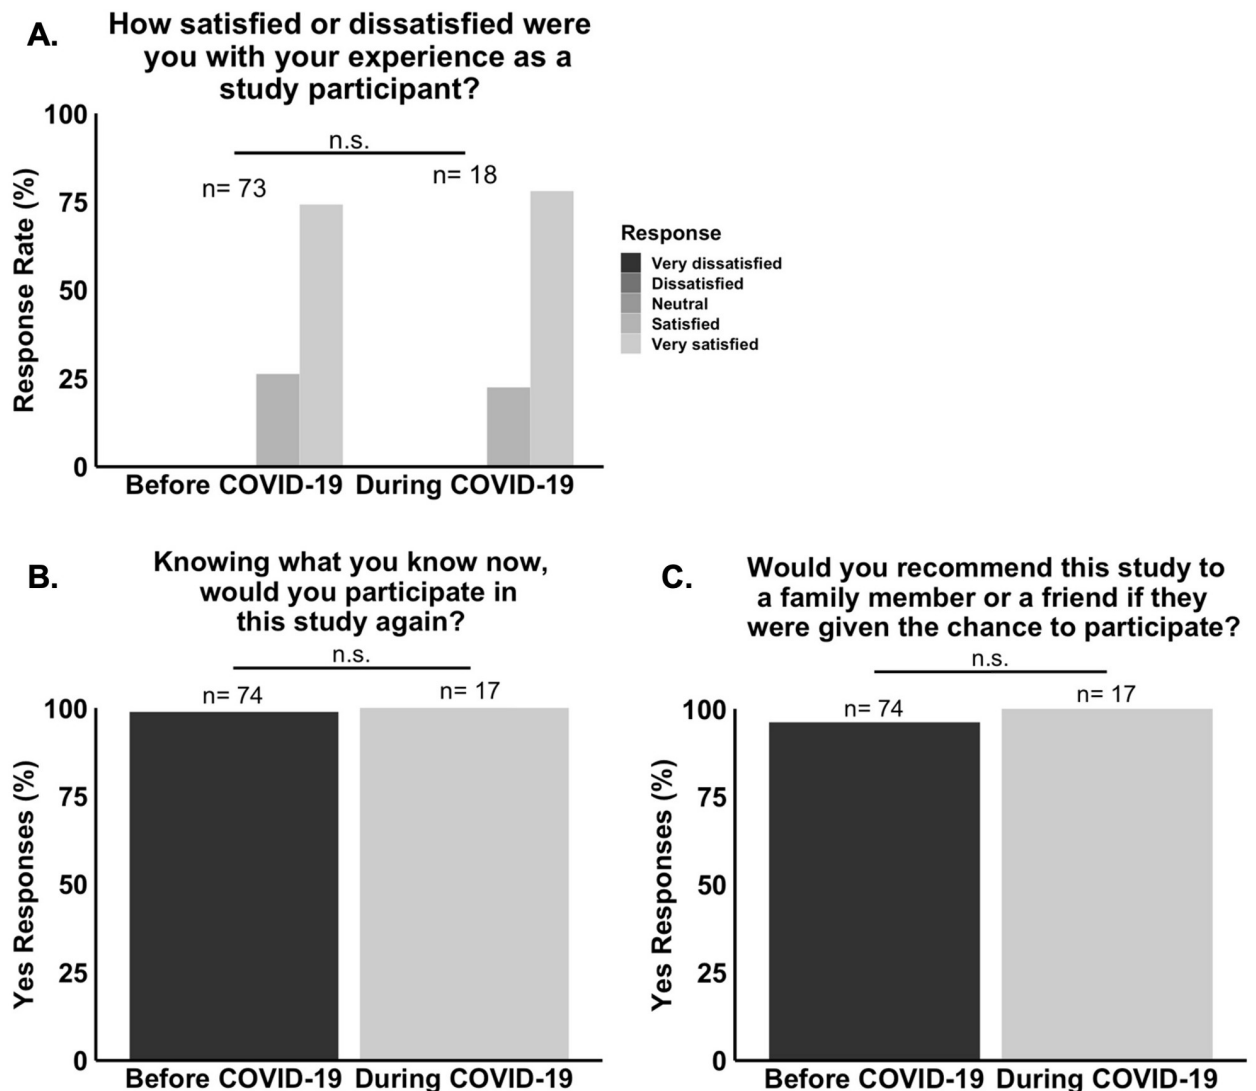 A.
How satisfied or dissatisfied were
you with your experience as a
study participant?
100
75
50
25
0
Response Rate (%)
n.s.
n= 73
n= 18
Before COVID-19 During COVID-19
Response
Very dissatisfied
Dissatisfied
Neutral
Satisfied
Very satisfied
B.
Knowing what you know now,
would you participate in
this study again?
n.s.
n= 74
n= 17
100
75
50
25
0
Yes Responses (%)
Before COVID-19 During COVID-19
C.
Would you recommend this study to
a family member or a friend if they
were given the chance to participate?
n.s.
n= 74
n= 17
100
75
50
25
0
Yes Responses (%)
Before COVID-19 During COVID-19